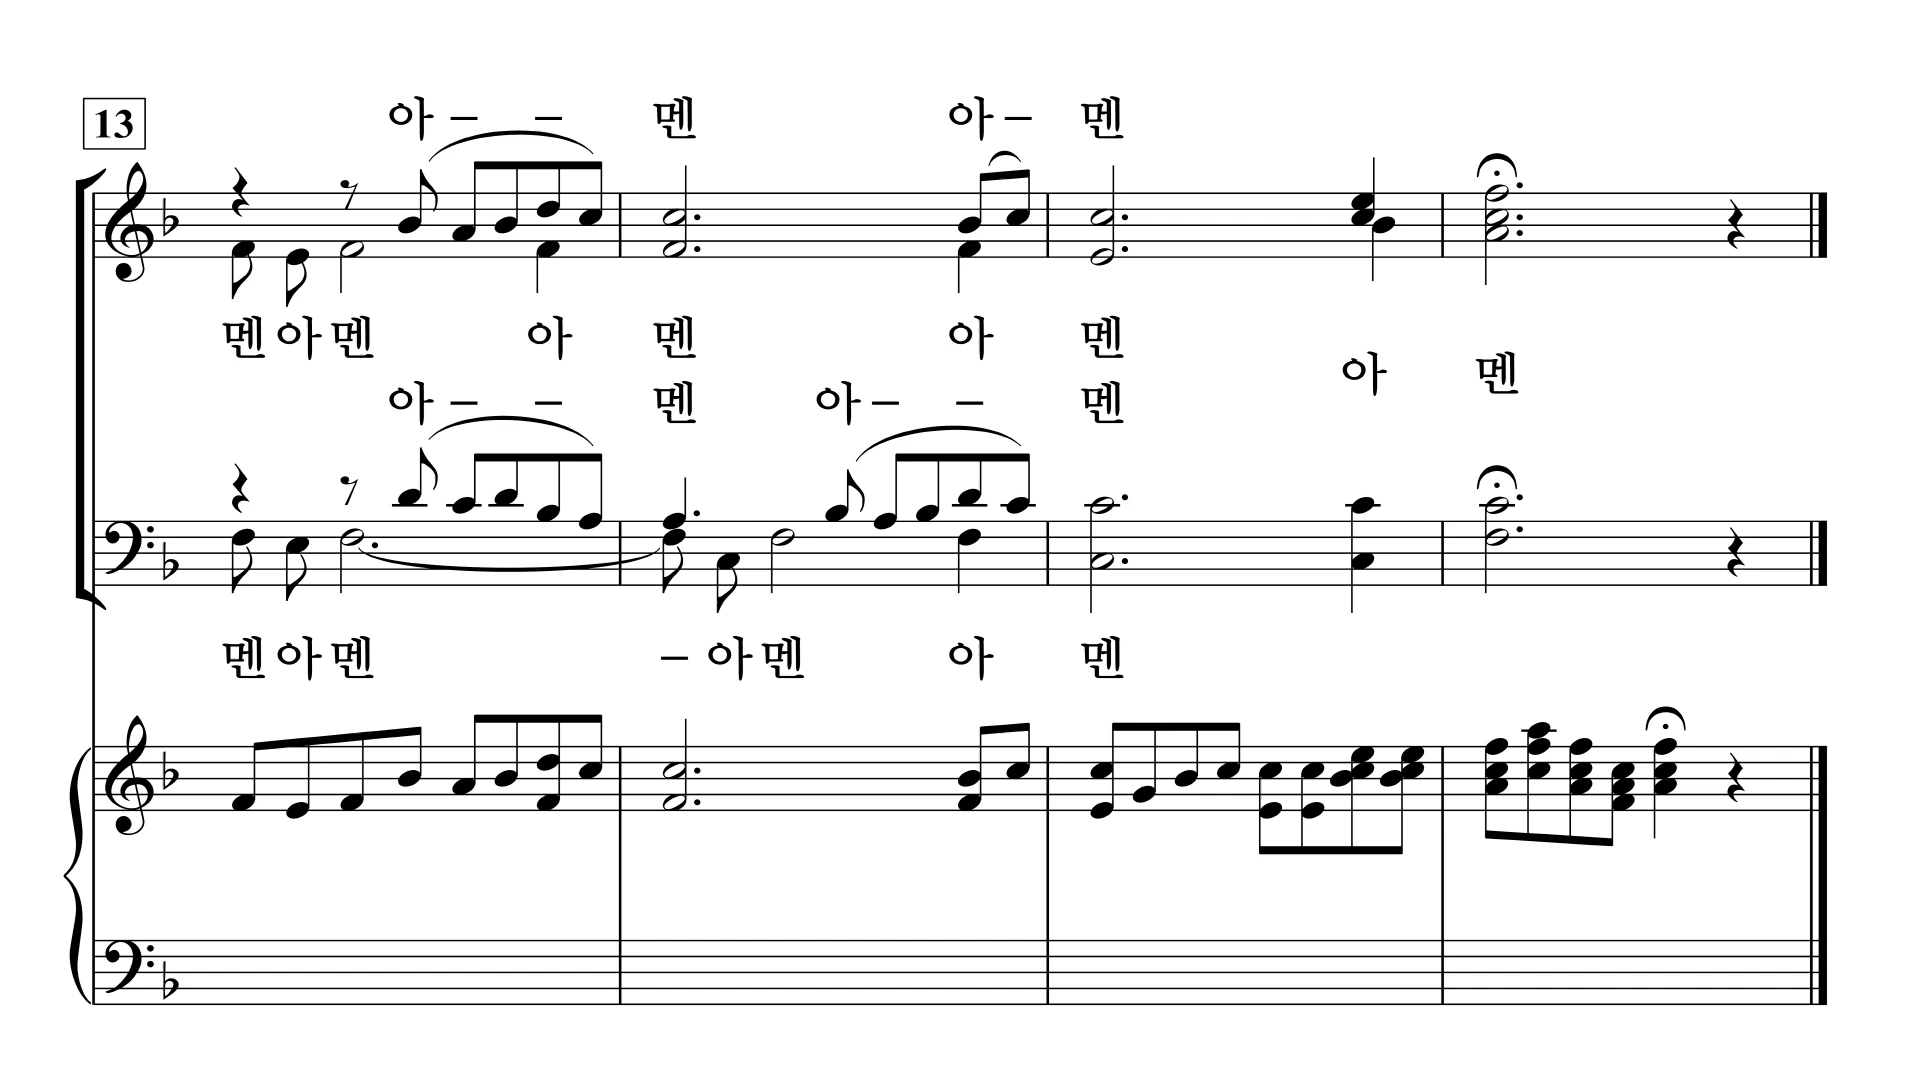 13
아 – – 멘 아 – 멘
멘 아 멘 아 멘 아 멘
아 멘
아 – – 멘 아 – – 멘
멘 아 멘 – 아 멘 아 멘